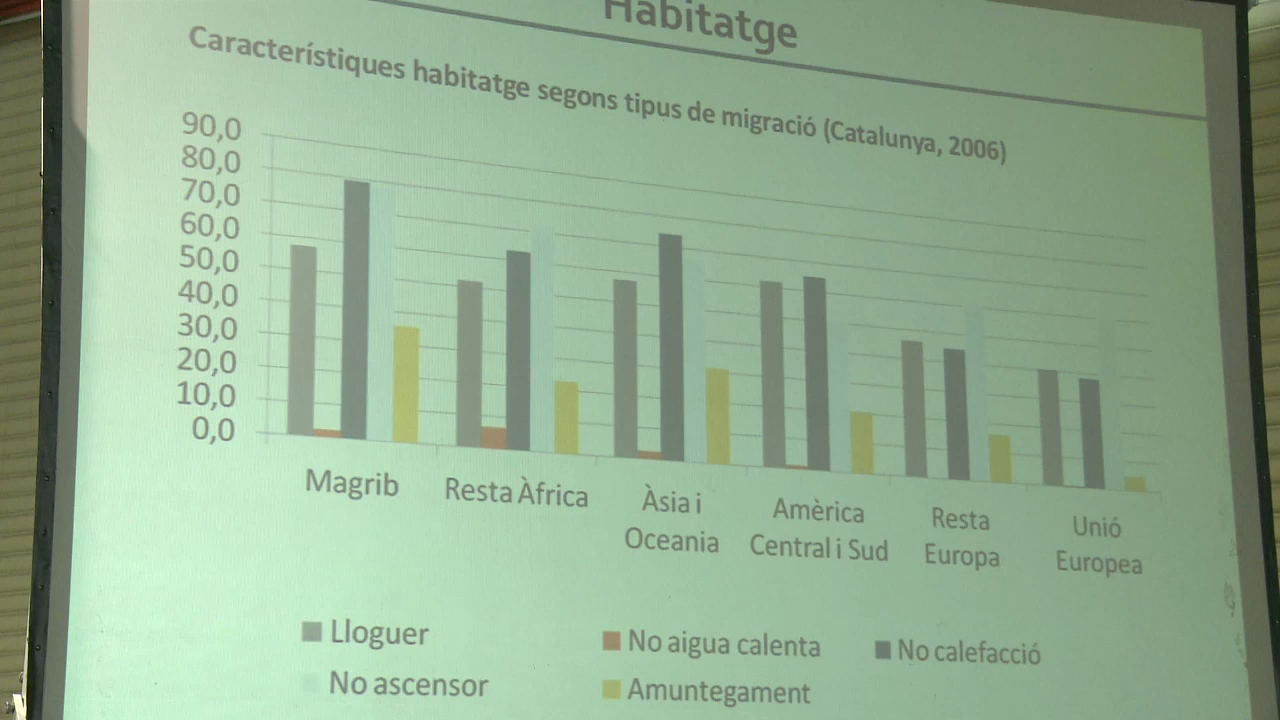 Habitatge
Característiques habitatge segons tipus de migració (Catalunya, 2006)
90,0
80,0
70,0
60,0
50,0
40,0
30,0
20,0
10,0
0,0
Magrib
Resta Àfrica
Àsia i
Oceania
Amèrica
Central i Sud
Resta
Europa
Unió
Europea
Lloguer
No aigua calenta
No calefacció
No ascensor
Amuntegament